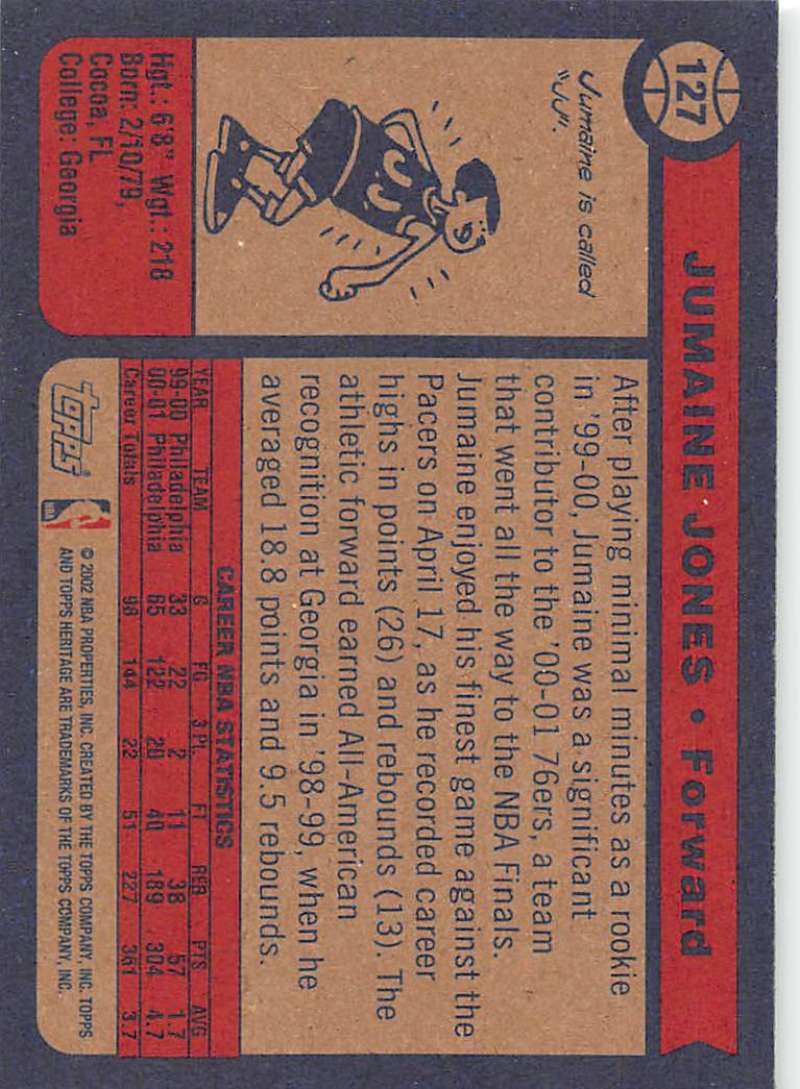 127
JUMAINE JONES • Forward
Jumaine is called
"JJ".
JJ
Hgt.: 6'8" Wgt.: 218
Born: 2/10/79,
Cocoa, FL
College: Georgia
After playing minimal minutes as a rookie
in '99-00, Jumaine was a significant
contributor to the '00-01 76ers, a team
that went all the way to the NBA Finals.
Jumaine enjoyed his finest game against the
Pacers on April 17, as he recorded career
highs in points (26) and rebounds (13). The
athletic forward earned All-American
recognition at Georgia in '98-99, when he
averaged 18.8 points and 9.5 rebounds.
CAREER NBA STATISTICS
YEAR TEAM G FG 3 PT. FT REB PTS AVG
99-00 Philadelphia 33 22 2 11 38 57 1.7
00-01 Philadelphia 65 122 20 40 189 304 4.7
Career Totals 98 144 22 51 227 361 3.7
TOPPS
NBA
© 2002 NBA PROPERTIES, INC. CREATED BY THE TOPPS COMPANY, INC. TOPPS
AND TOPPS HERITAGE ARE TRADEMARKS OF THE TOPPS COMPANY, INC.